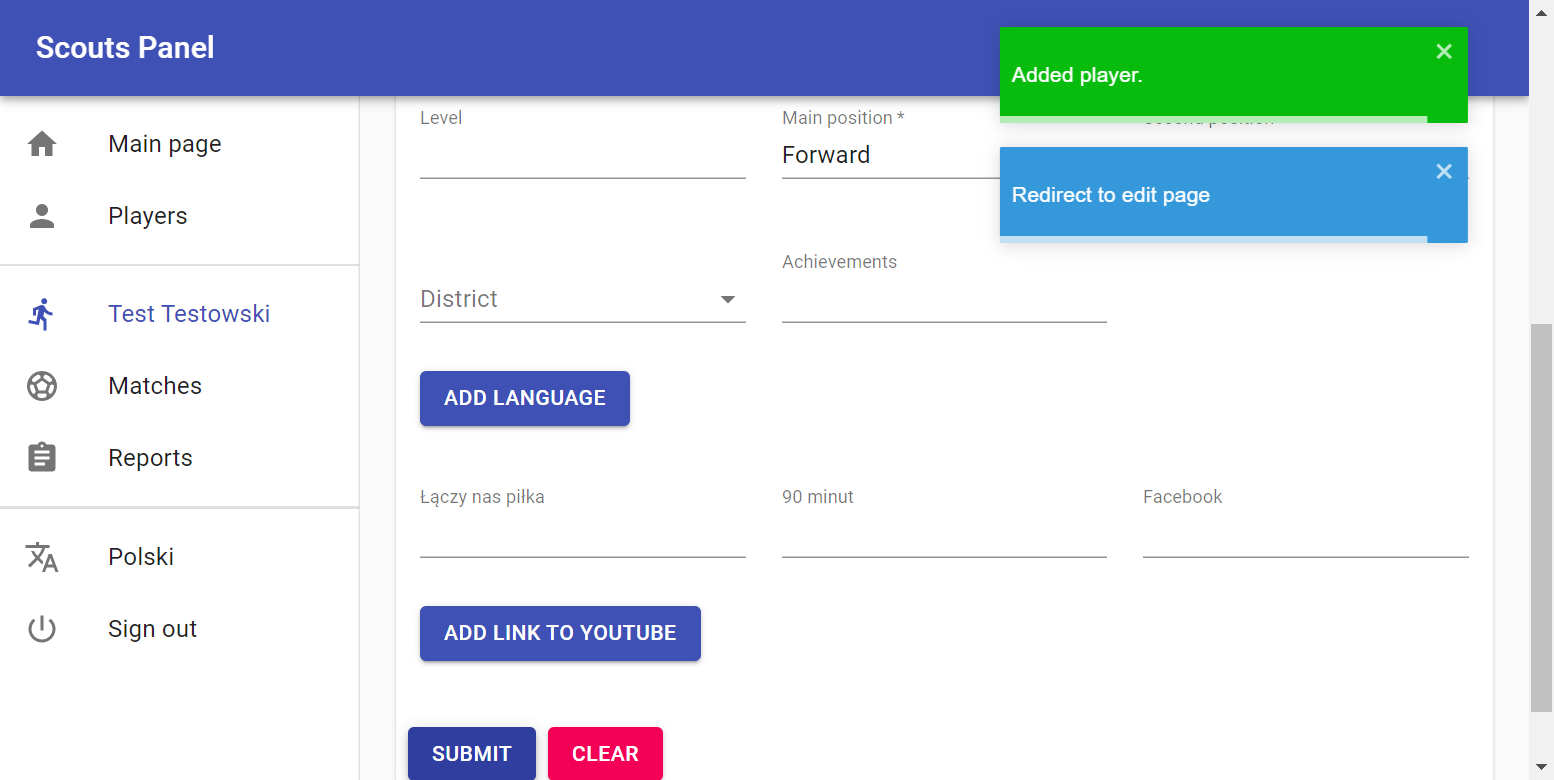 Scouts Panel
Added player.
Redirect to edit page
Main page
Players
Test Testowski
Matches
Reports
Polski
Sign out
Level
Main position *
Forward
District
Achievements
ADD LANGUAGE
Łączy nas piłka
90 minut
Facebook
ADD LINK TO YOUTUBE
SUBMIT
CLEAR